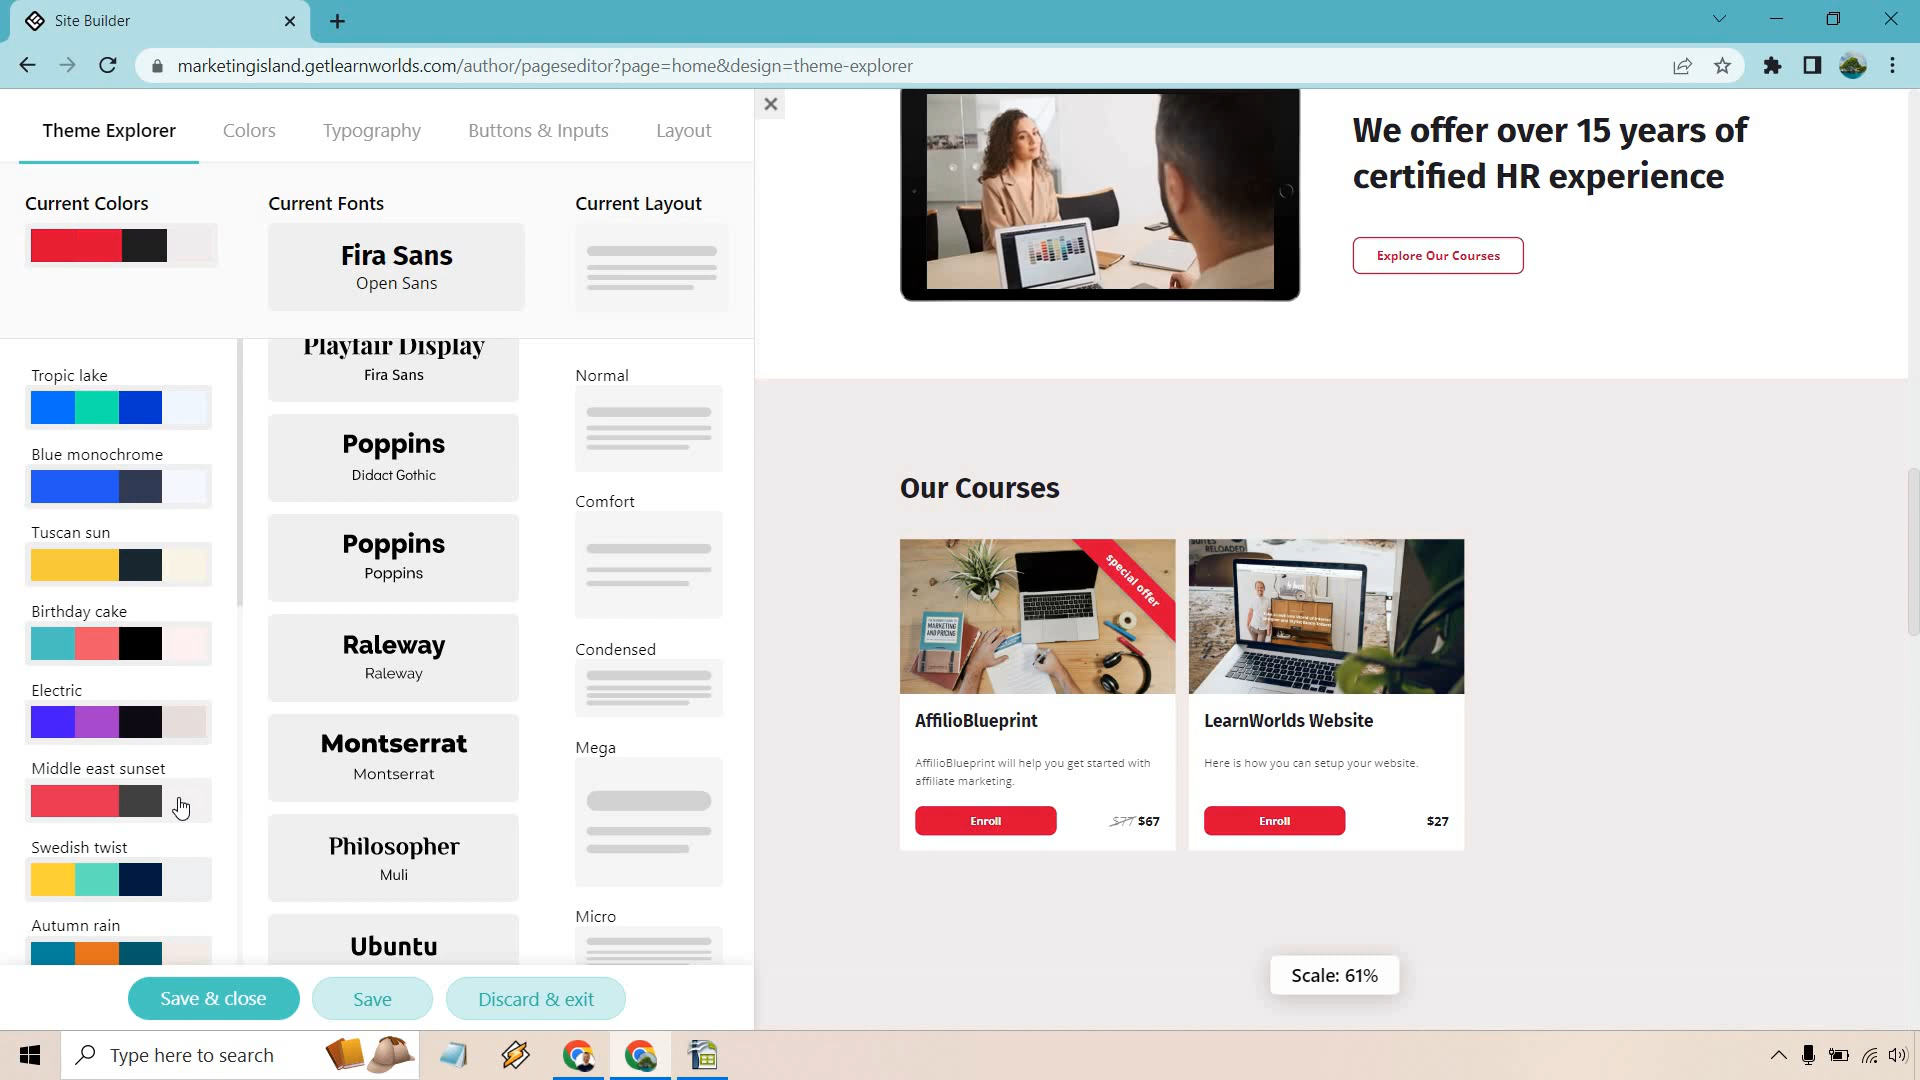 Site Builder
marketingisland.getlearnworlds.com/author/pageseditor?page=home&design=theme-explorer
Theme Explorer
Colors
Typography
Buttons & Inputs
Layout
Current Colors
Current Fonts
Current Layout
Fira Sans
Open Sans
Tropic lake
Blue monochrome
Tuscan sun
Birthday cake
Electric
Middle east sunset
Swedish twist
Autumn rain
Playfair Display
Fira Sans
Poppins
Didact Gothic
Poppins
Poppins
Raleway
Raleway
Montserrat
Montserrat
Philosopher
Muli
Ubuntu
Normal
Comfort
Condensed
Mega
Micro
Save & close
Save
Discard & exit
We offer over 15 years of
certified HR experience
Explore Our Courses
Our Courses
special offer
MARKETING
AND PRICING
RELOADED
AffilioBlueprint
AffilioBlueprint will help you get started with
affiliate marketing.
Enroll
$77 $67
LearnWorlds Website
Here is how you can setup your website.
Enroll
$27
Scale: 61%
Type here to search